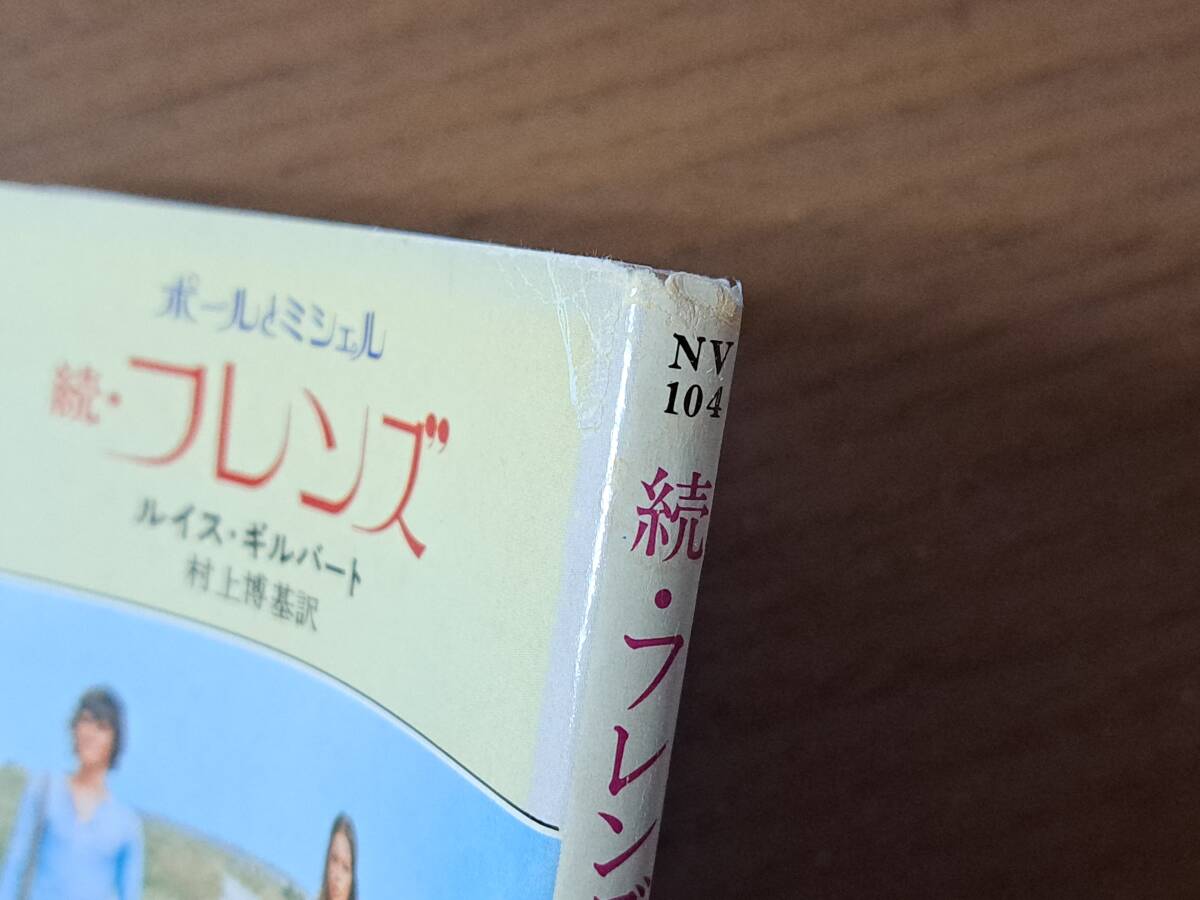 ポールとミシェル
続・フレンズ
ルイス・ギルバート
村上博基訳
NV
104
続・フレンズ